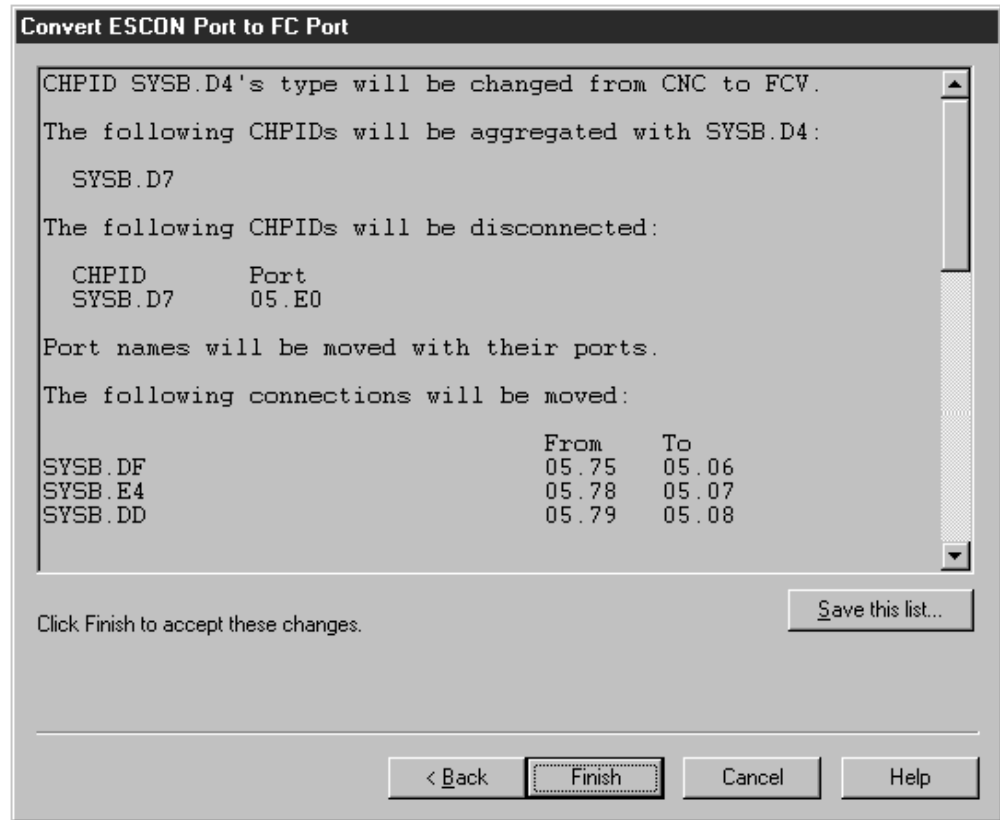 Convert ESCON Port to FC Port
CHPID SYSB.D4's type will be changed from CNC to FCV.
The following CHPIDs will be aggregated with SYSB.D4:
SYSB.D7
The following CHPIDs will be disconnected:
CHPID Port
SYSB.D7 05.E0
Port names will be moved with their ports.
The following connections will be moved:
From To
SYSB.DF 05.75 05.06
SYSB.E4 05.78 05.07
SYSB.DD 05.79 05.08
Save this list...
Click Finish to accept these changes.
< Back Finish Cancel Help